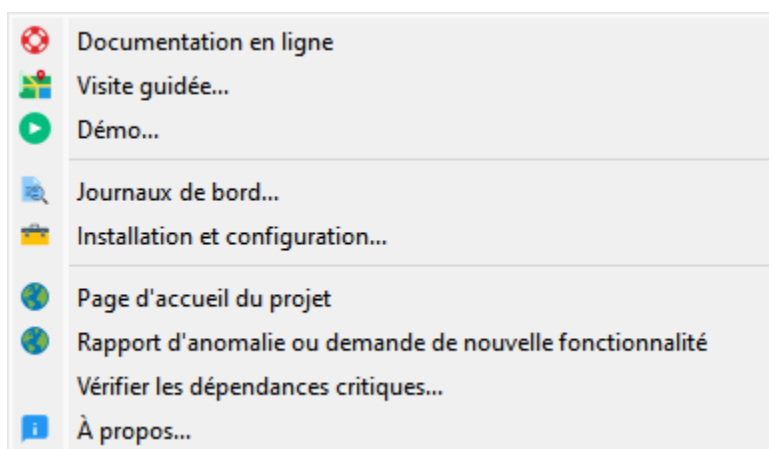 Documentation en ligne
Visite guidée...
Démo...
Journaux de bord...
Installation et configuration...
Page d'accueil du projet
Rapport d'anomalie ou demande de nouvelle fonctionnalité
Vérifier les dépendances critiques...
À propos...